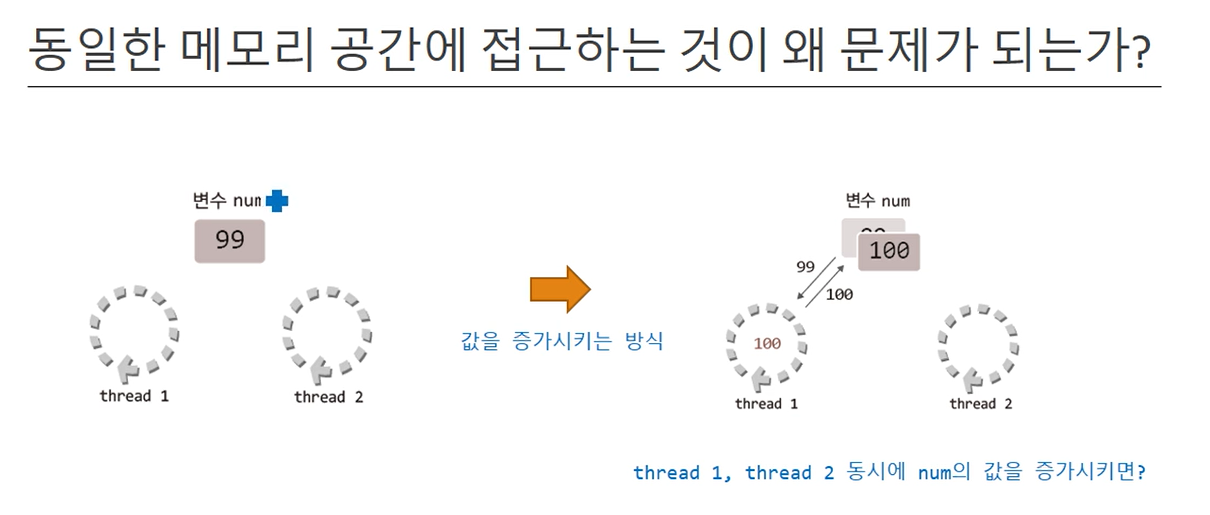 동일한 메모리 공간에 접근하는 것이 왜 문제가 되는가?
변수 num
99
thread 1
thread 2
값을 증가시키는 방식
변수 num
100
99
100
100
thread 1
thread 2
thread 1, thread 2 동시에 num의 값을 증가시키면?